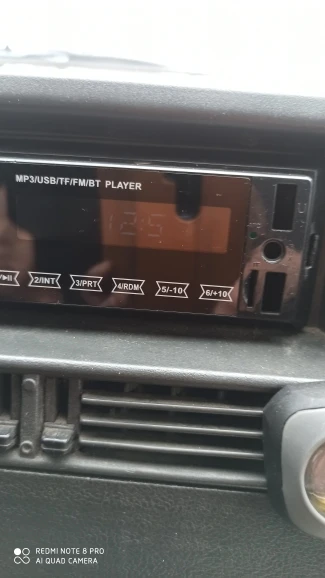 MP3/USB/TF/FM/BT PLAYER
2/INT 3/PRT 4/RDM 5/-10 6/+10
REDMI NOTE 8 PRO
AI QUAD CAMERA